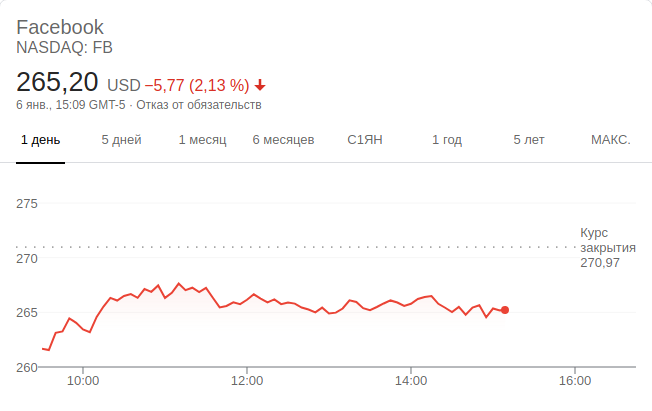 Facebook
NASDAQ: FB
265,20 USD −5,77 (2,13 %)
6 янв., 15:09 GMT-5 · Отказ от обязательств
1 день 5 дней 1 месяц 6 месяцев С1ЯН 1 год 5 лет МАКС.
275
Курс
закрытия
270,97
270
265
260
10:00 12:00 14:00 16:00